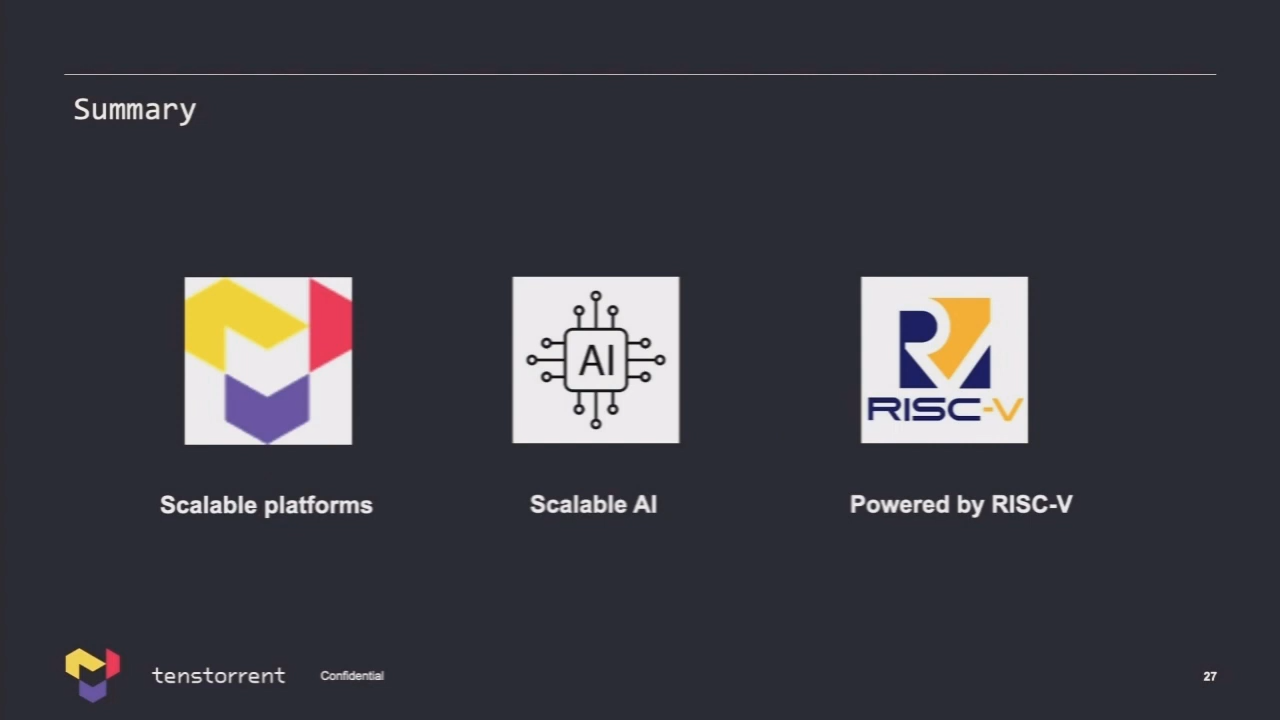 Summary
AI
RISC-V
Scalable platforms
Scalable AI
Powered by RISC-V
tenstorrent
Confidential
27